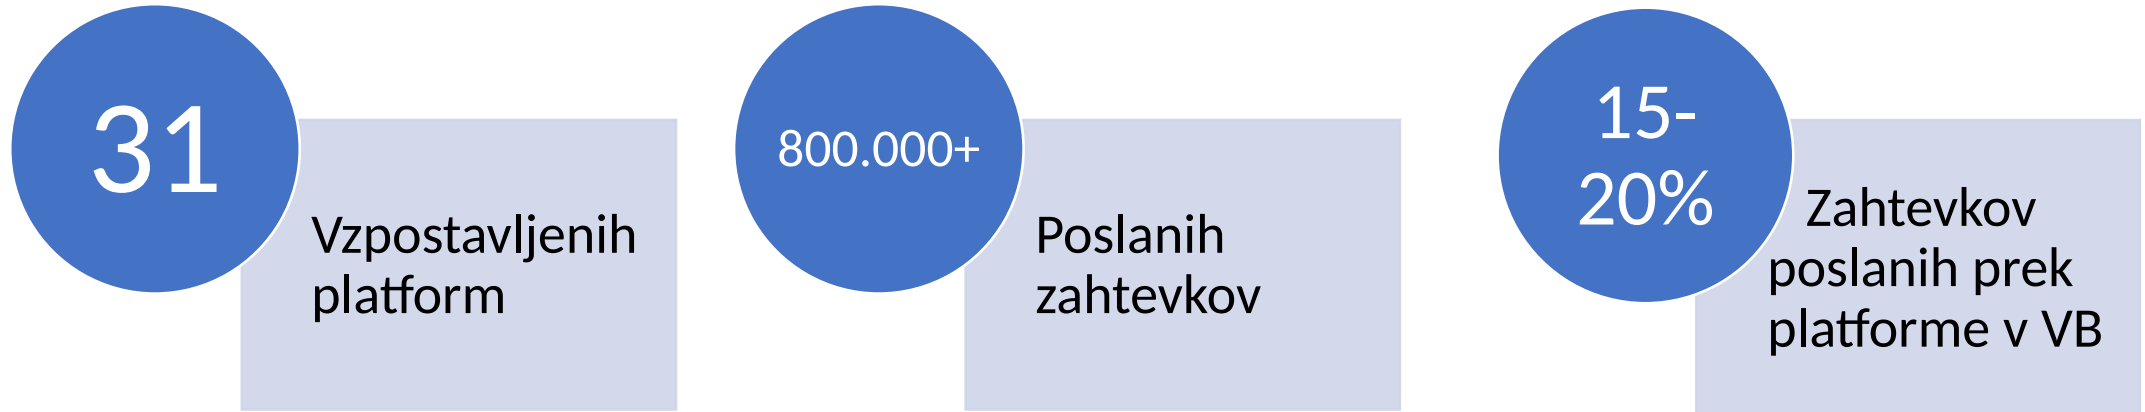 31
Vzpostavljenih
platform
800.000+
Poslanih
zahtevkov
15-
20%
Zahtevkov
poslanih prek
platforme v VB